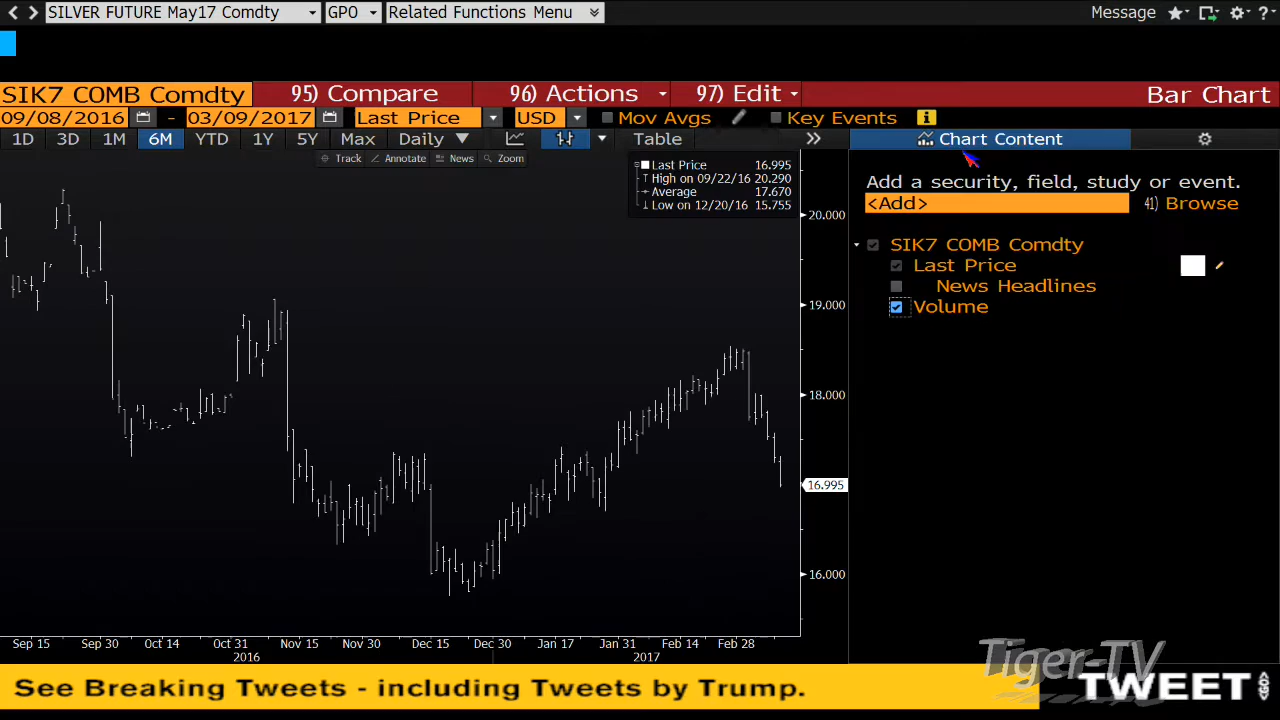 SILVER FUTURE May17 Comdty GPO Related Functions Menu Message ?
SIK7 COMB Comdty 95) Compare 96) Actions 97) Edit Bar Chart
09/08/2016 - 03/09/2017 Last Price USD Mov Avgs Key Events i
1D 3D 1M 6M YTD 1Y 5Y Max Daily Table Chart Content
Track Annotate News Zoom
Last Price 16.995
High on 09/22/16 20.290
Average 17.670
Low on 12/20/16 15.755
Add a security, field, study or event.
<Add> 41) Browse
SIK7 COMB Comdty
Last Price
News Headlines
Volume
20.000
19.000
18.000
16.995
16.000
Sep 15 Sep 30 Oct 14 Oct 31 Nov 15 Nov 30 Dec 15 Dec 30 Jan 17 Jan 31 Feb 14 Feb 28
2016 2017
Tiger-TV
See Breaking Tweets - including Tweets by Trump. TWEET <GO>